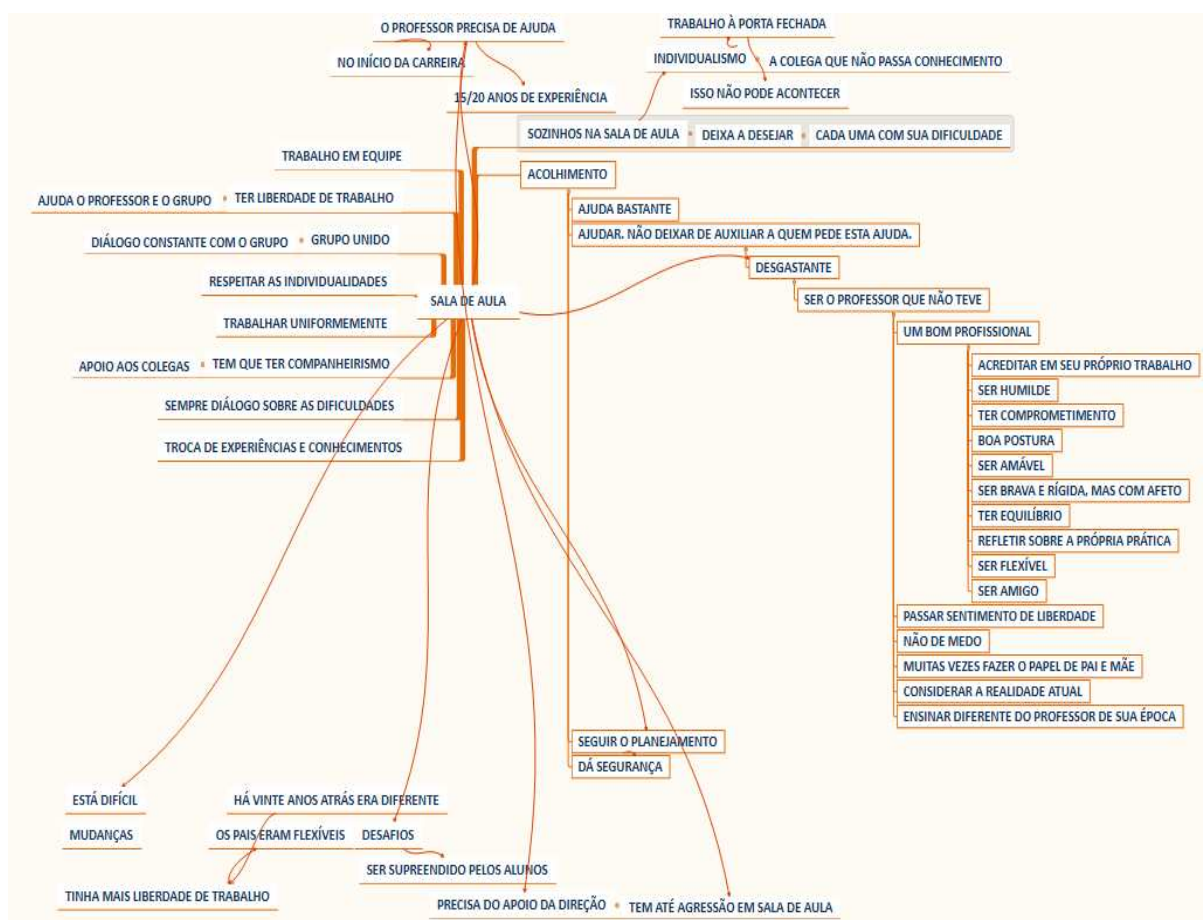 O PROFESSOR PRECISA DE AJUDA
NO INÍCIO DA CARREIRA
15/20 ANOS DE EXPERIÊNCIA
TRABALHO À PORTA FECHADA
INDIVIDUALISMO
A COLEGA QUE NÃO PASSA CONHECIMENTO
ISSO NÃO PODE ACONTECER
SOZINHOS NA SALA DE AULA
DEIXA A DESEJAR
CADA UMA COM SUA DIFICULDADE
TRABALHO EM EQUIPE
AJUDA O PROFESSOR E O GRUPO
TER LIBERDADE DE TRABALHO
DIÁLOGO CONSTANTE COM O GRUPO
GRUPO UNIDO
RESPEITAR AS INDIVIDUALIDADES
SALA DE AULA
TRABALHAR UNIFORMEMENTE
APOIO AOS COLEGAS
TEM QUE TER COMPANHEIRISMO
SEMPRE DIÁLOGO SOBRE AS DIFICULDADES
TROCA DE EXPERIÊNCIAS E CONHECIMENTOS
ACOLHIMENTO
AJUDA BASTANTE
AJUDAR. NÃO DEIXAR DE AUXILIAR A QUEM PEDE ESTA AJUDA.
DESGASTANTE
SER O PROFESSOR QUE NÃO TEVE
UM BOM PROFISSIONAL
ACREDITAR EM SEU PRÓPRIO TRABALHO
SER HUMILDE
TER COMPROMETIMENTO
BOA POSTURA
SER AMÁVEL
SER BRAVA E RÍGIDA, MAS COM AFETO
TER EQUILÍBRIO
REFLETIR SOBRE A PRÓPRIA PRÁTICA
SER FLEXÍVEL
SER AMIGO
PASSAR SENTIMENTO DE LIBERDADE
NÃO DE MEDO
MUITAS VEZES FAZER O PAPEL DE PAI E MÃE
CONSIDERAR A REALIDADE ATUAL
ENSINAR DIFERENTE DO PROFESSOR DE SUA ÉPOCA
SEGUIR O PLANEJAMENTO
DÁ SEGURANÇA
ESTÁ DIFÍCIL
MUDANÇAS
HÁ VINTE ANOS ATRÁS ERA DIFERENTE
OS PAIS ERAM FLEXÍVEIS
DESAFIOS
SER SUPREENDIDO PELOS ALUNOS
TINHA MAIS LIBERDADE DE TRABALHO
PRECISA DO APOIO DA DIREÇÃO
TEM ATÉ AGRESSÃO EM SALA DE AULA